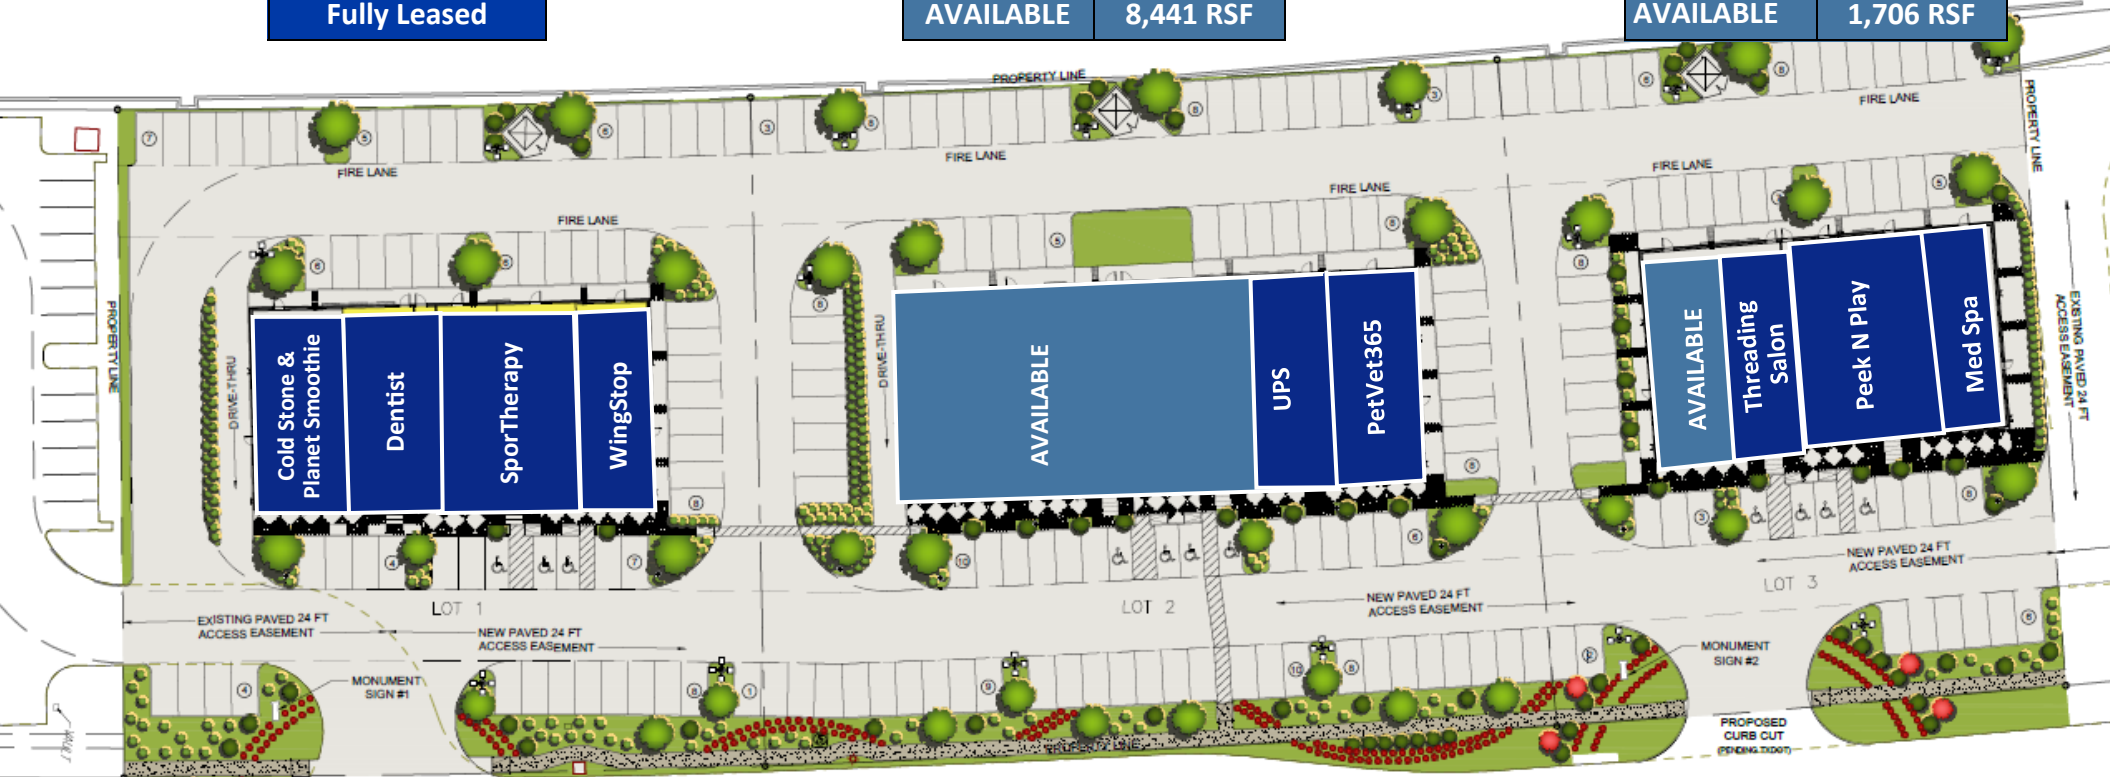 Fully Leased
AVAILABLE 8,441 RSF
AVAILABLE 1,706 RSF
PROPERTY LINE
FIRE LANE
FIRE LANE
FIRE LANE
FIRE LANE
FIRE LANE
FIRE LANE
PROPERTY LINE
PROPERTY LINE
DRIVE-THRU
Cold Stone &
Planet Smoothie
Dentist
SporTherapy
WingStop
DRIVE-THRU
AVAILABLE
UPS
PetVet365
AVAILABLE
Threading
Salon
Peek N Play
Med Spa
EXISTING PAVED 24 FT
ACCESS EASEMENT
LOT 1
LOT 2
LOT 3
EXISTING PAVED 24 FT
ACCESS EASEMENT
NEW PAVED 24 FT
ACCESS EASEMENT
NEW PAVED 24 FT
ACCESS EASEMENT
NEW PAVED 24 FT
ACCESS EASEMENT
MONUMENT
SIGN #1
MONUMENT
SIGN #2
PROPERTY LINE
PROPOSED
CURB CUT
(PENDING TXDOT)